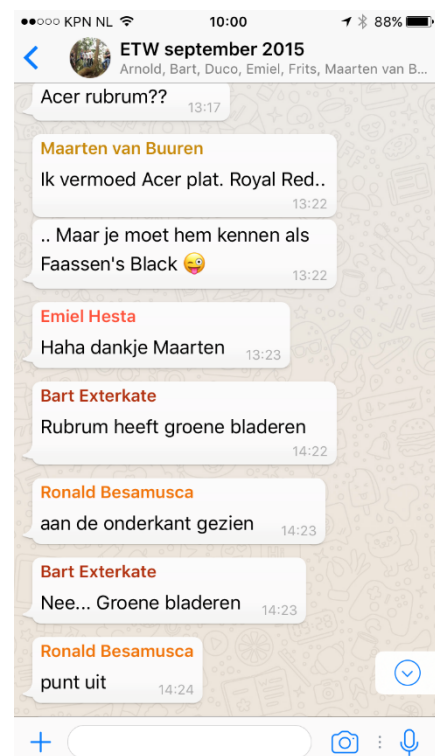 KPN NL 10:00 88%
ETW september 2015
Arnold, Bart, Duco, Emiel, Frits, Maarten van B...
Acer rubrum??
13:17
Maarten van Buuren
Ik vermoed Acer plat. Royal Red..
13:22
.. Maar je moet hem kennen als
Faassen's Black 😜
13:22
Emiel Hesta
Haha dankje Maarten 13:23
Bart Exterkate
Rubrum heeft groene bladeren
14:22
Ronald Besamusca
aan de onderkant gezien 14:23
Bart Exterkate
Nee... Groene bladeren 14:23
Ronald Besamusca
punt uit 14:24